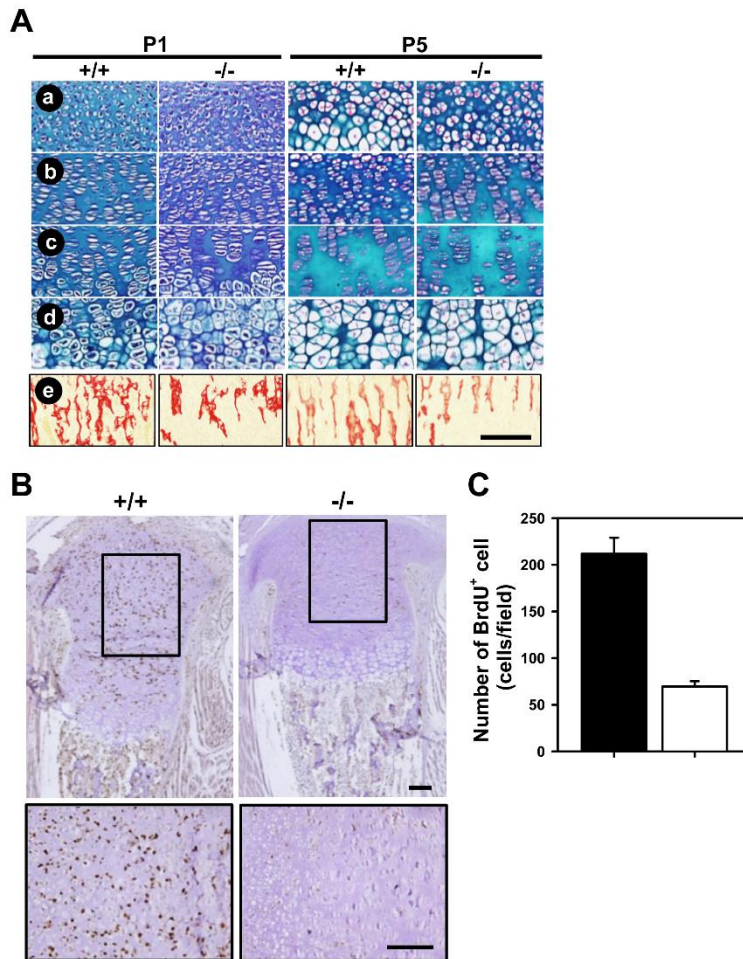 A
P1 P5
+/+ -/- +/+ -/-
a
b
c
d
e
B
+/+ -/-
C
Number of BrdU⁺ cell
(cells/field)
250
200
150
100
50
0